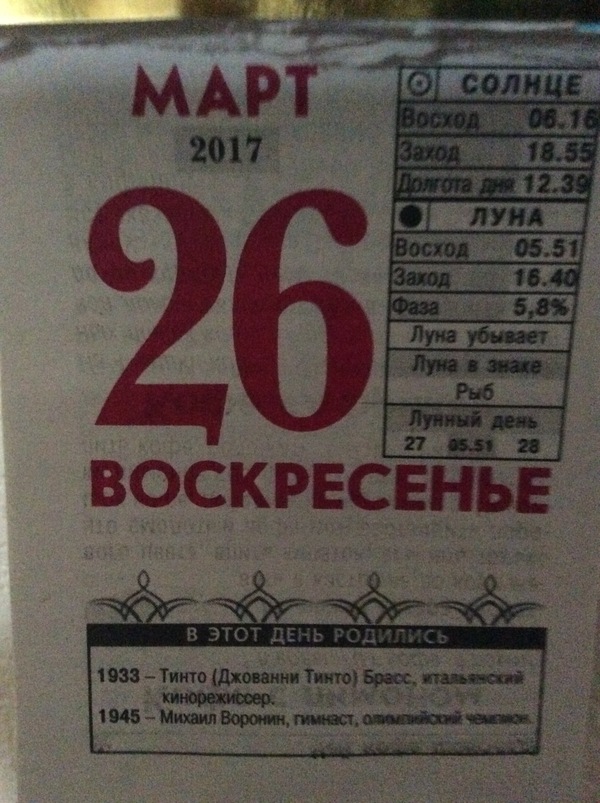 МАРТ
2017
26
ВОСКРЕСЕНЬЕ
СОЛНЦЕ
Восход 06.16
Заход 18.55
Долгота дня 12.39
ЛУНА
Восход 05.51
Заход 16.40
Фаза 5,8%
Луна убывает
Луна в знаке
Рыб
Лунный день
27 05.51 28
В ЭТОТ ДЕНЬ РОДИЛИСЬ
1933 – Тинто (Джованни Тинто) Брасс, итальянский
кинорежиссер.
1945 – Михаил Воронин, гимнаст, олимпийский чемпион.